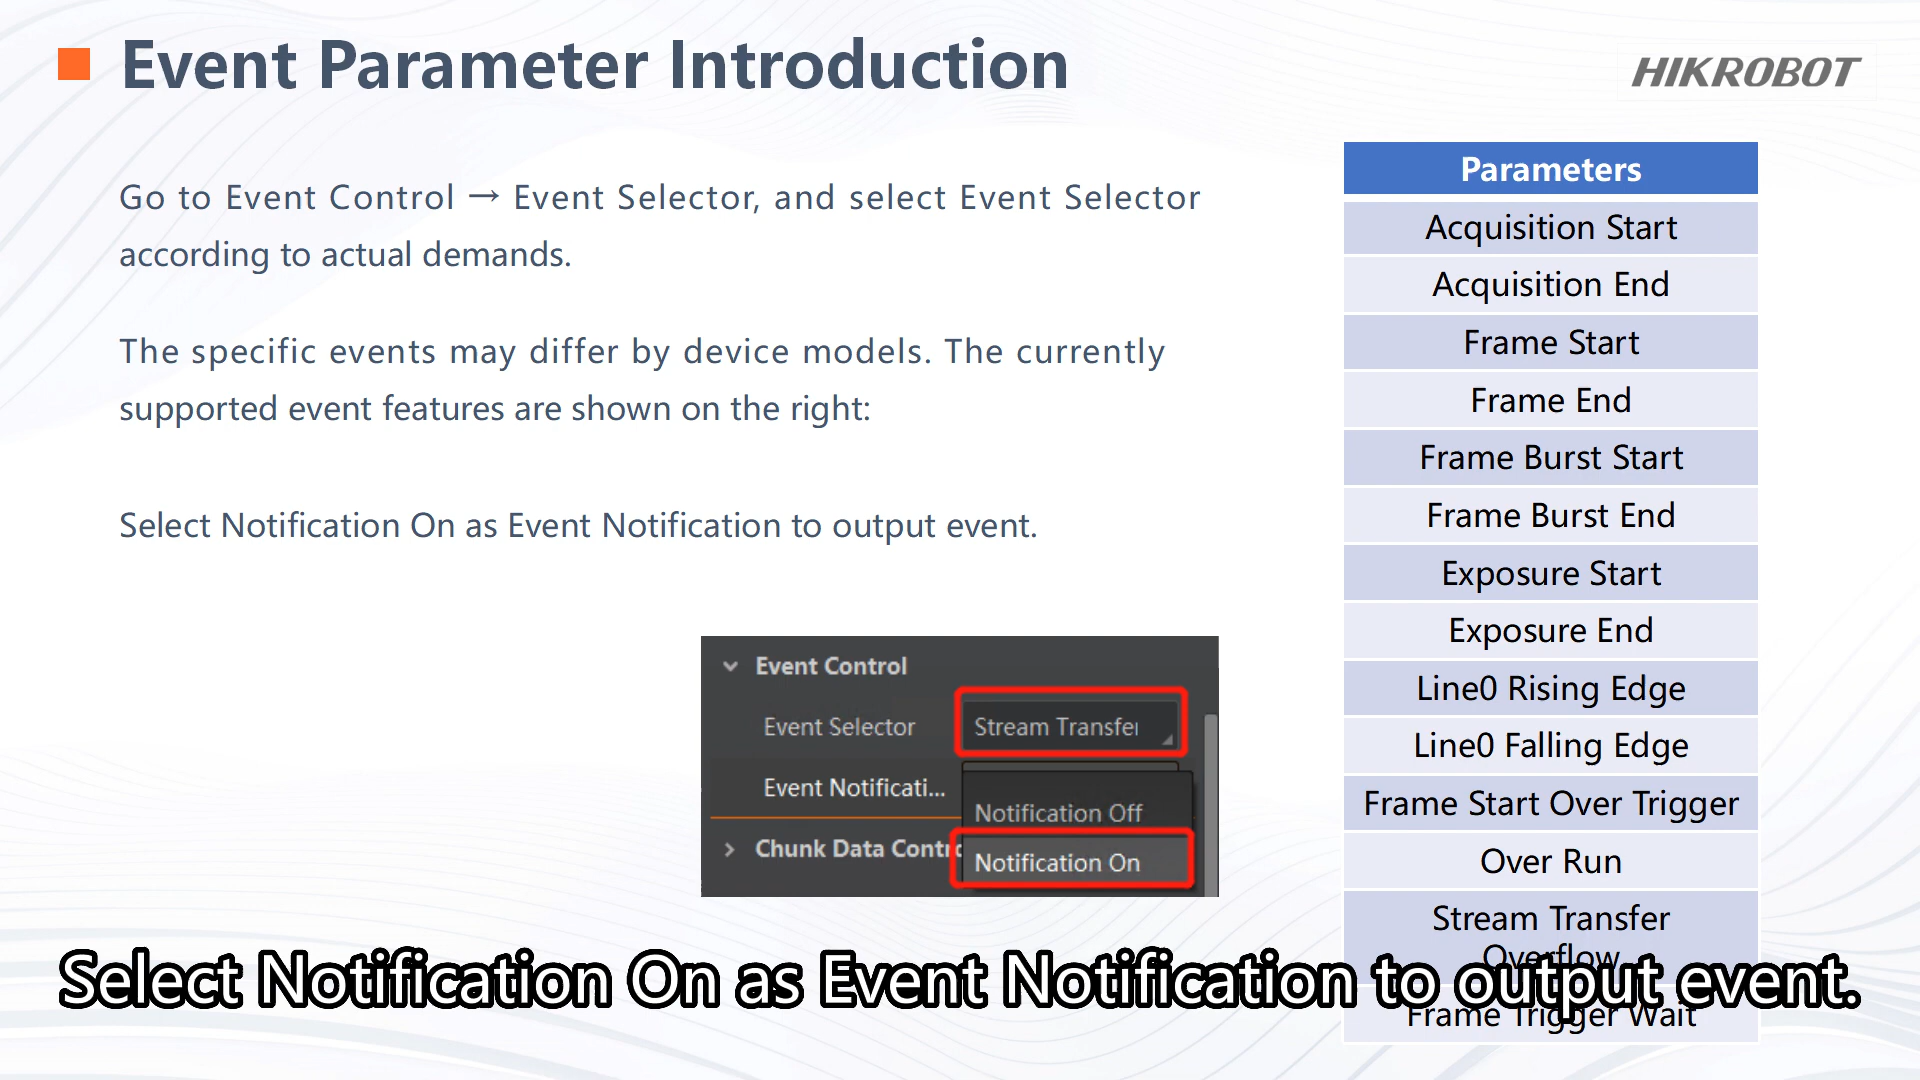 Event Parameter Introduction
HIKROBOT
Go to Event Control → Event Selector, and select Event Selector
according to actual demands.
The specific events may differ by device models. The currently
supported event features are shown on the right:
Select Notification On as Event Notification to output event.
Event Control
Event Selector
Stream Transfer
Event Notificati...
Notification Off
Chunk Data Contro
Notification On
Parameters
Acquisition Start
Acquisition End
Frame Start
Frame End
Frame Burst Start
Frame Burst End
Exposure Start
Exposure End
Line0 Rising Edge
Line0 Falling Edge
Frame Start Over Trigger
Over Run
Stream Transfer
Overflow
Frame Trigger Wait
Select Notification On as Event Notification to output event.